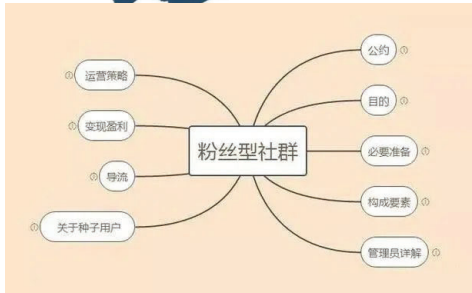 粉丝型社群
公约
目的
必要准备
构成要素
管理员详解
运营策略
变现盈利
导流
关于种子用户